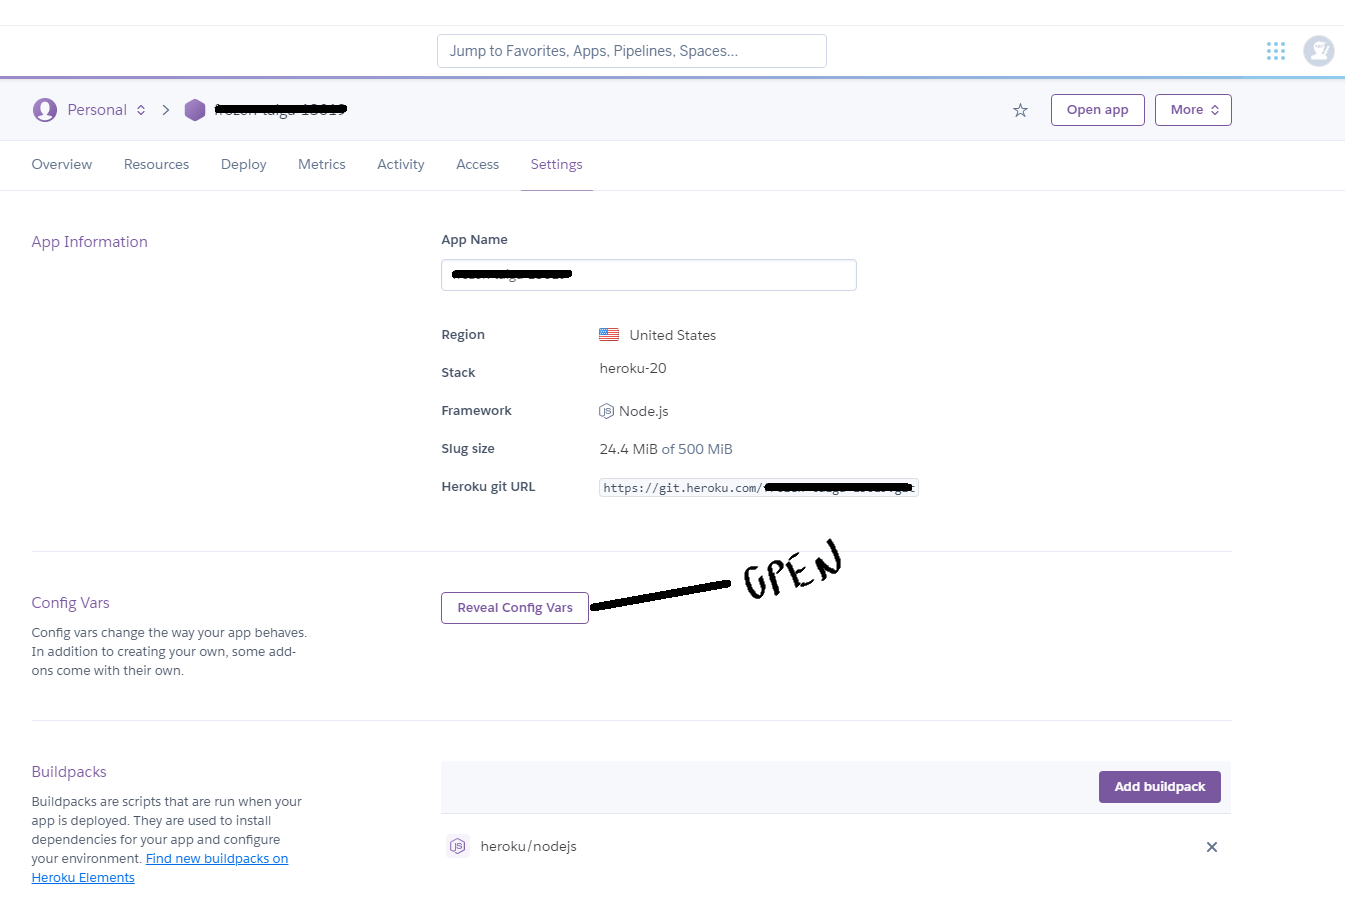 Jump to Favorites, Apps, Pipelines, Spaces...
Personal
Open app
More
Overview
Resources
Deploy
Metrics
Activity
Access
Settings
App Information
App Name
Region
United States
Stack
heroku-20
Framework
Node.js
Slug size
24.4 MiB of 500 MiB
Heroku git URL
https://git.heroku.com/
OPEN
Config Vars
Config vars change the way your app behaves.
In addition to creating your own, some add-
ons come with their own.
Reveal Config Vars
Buildpacks
Buildpacks are scripts that are run when your
app is deployed. They are used to install
dependencies for your app and configure
your environment. Find new buildpacks on
Heroku Elements
Add buildpack
heroku/nodejs